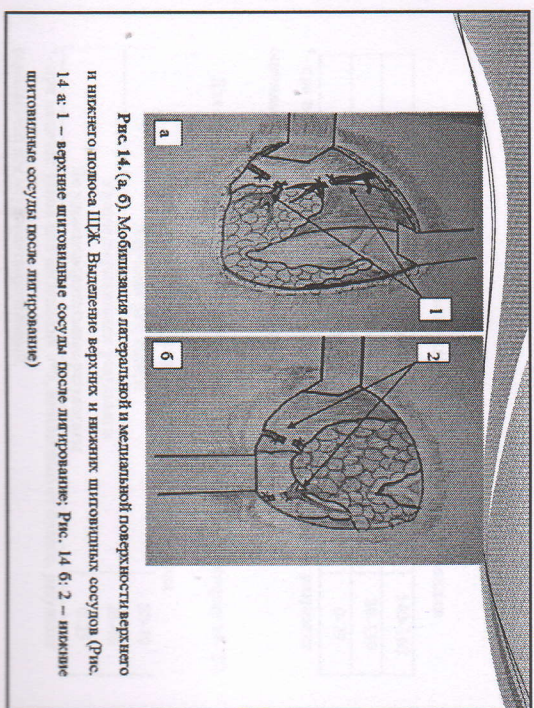 1
а
2
б
Рис. 14. (а, б). Мобилизация латеральной и медиальной поверхности верхнего
и нижнего полюса ЩЖ. Выделение верхних и нижних щитовидных сосудов (Рис.
14 а: 1 – верхние щитовидные сосуды после лигирование; Рис. 14 б: 2 – нижние
щитовидные сосуды после лигирование)